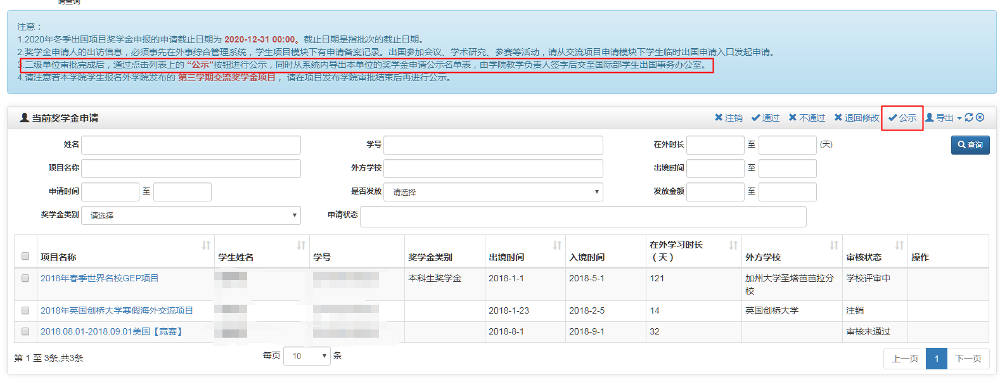 请查询
注意：
1.2020年冬季出国项目奖学金申报的申请截止日期为 2020-12-31 00:00。截止日期是指批次的截止日期。
2.奖学金申请人的出访信息，必须事先在外事综合管理系统，学生项目模块下有申请备案记录。出国参加会议、学术研究、参赛等活动，请从交流项目申请模块下学生临时出国申请入口发起申请。
3.二级单位审批完成后，通过点击列表上的 “公示”按钮进行公示，同时从系统内导出本单位的奖学金申请公示名单表，由学院教学负责人签字后交至国际部学生出国事务办公室。
4.请注意若本学院学生报名外学院发布的 第三学期交流奖学金项目 ，请在项目发布学院审批结束后再进行公示。
当前奖学金申请 注销 通过 不通过 退回修改 公示 导出
姓名 学号 在外时长 至 (天) 查询
项目名称 外方学校 出境时间 至
申请时间 至 是否发放 请选择 发放金额 至
奖学金类别 请选择 申请状态
项目名称 学生姓名 学号 奖学金类别 出境时间 入境时间 在外学习时长（天） 外方学校 审核状态 操作
2018年春季世界名校GEP项目 本科生奖学金 2018-1-1 2018-5-1 121 加州大学圣塔芭芭拉分校 学校评审中
2018年英国剑桥大学寒假海外交流项目 2018-1-23 2018-2-5 14 英国剑桥大学 注销
2018.08.01-2018.09.01美国【竞赛】 2018-8-1 2018-9-1 32 审核未通过
第 1 至 3条,共3条 每页 10 条 上一页 1 下一页